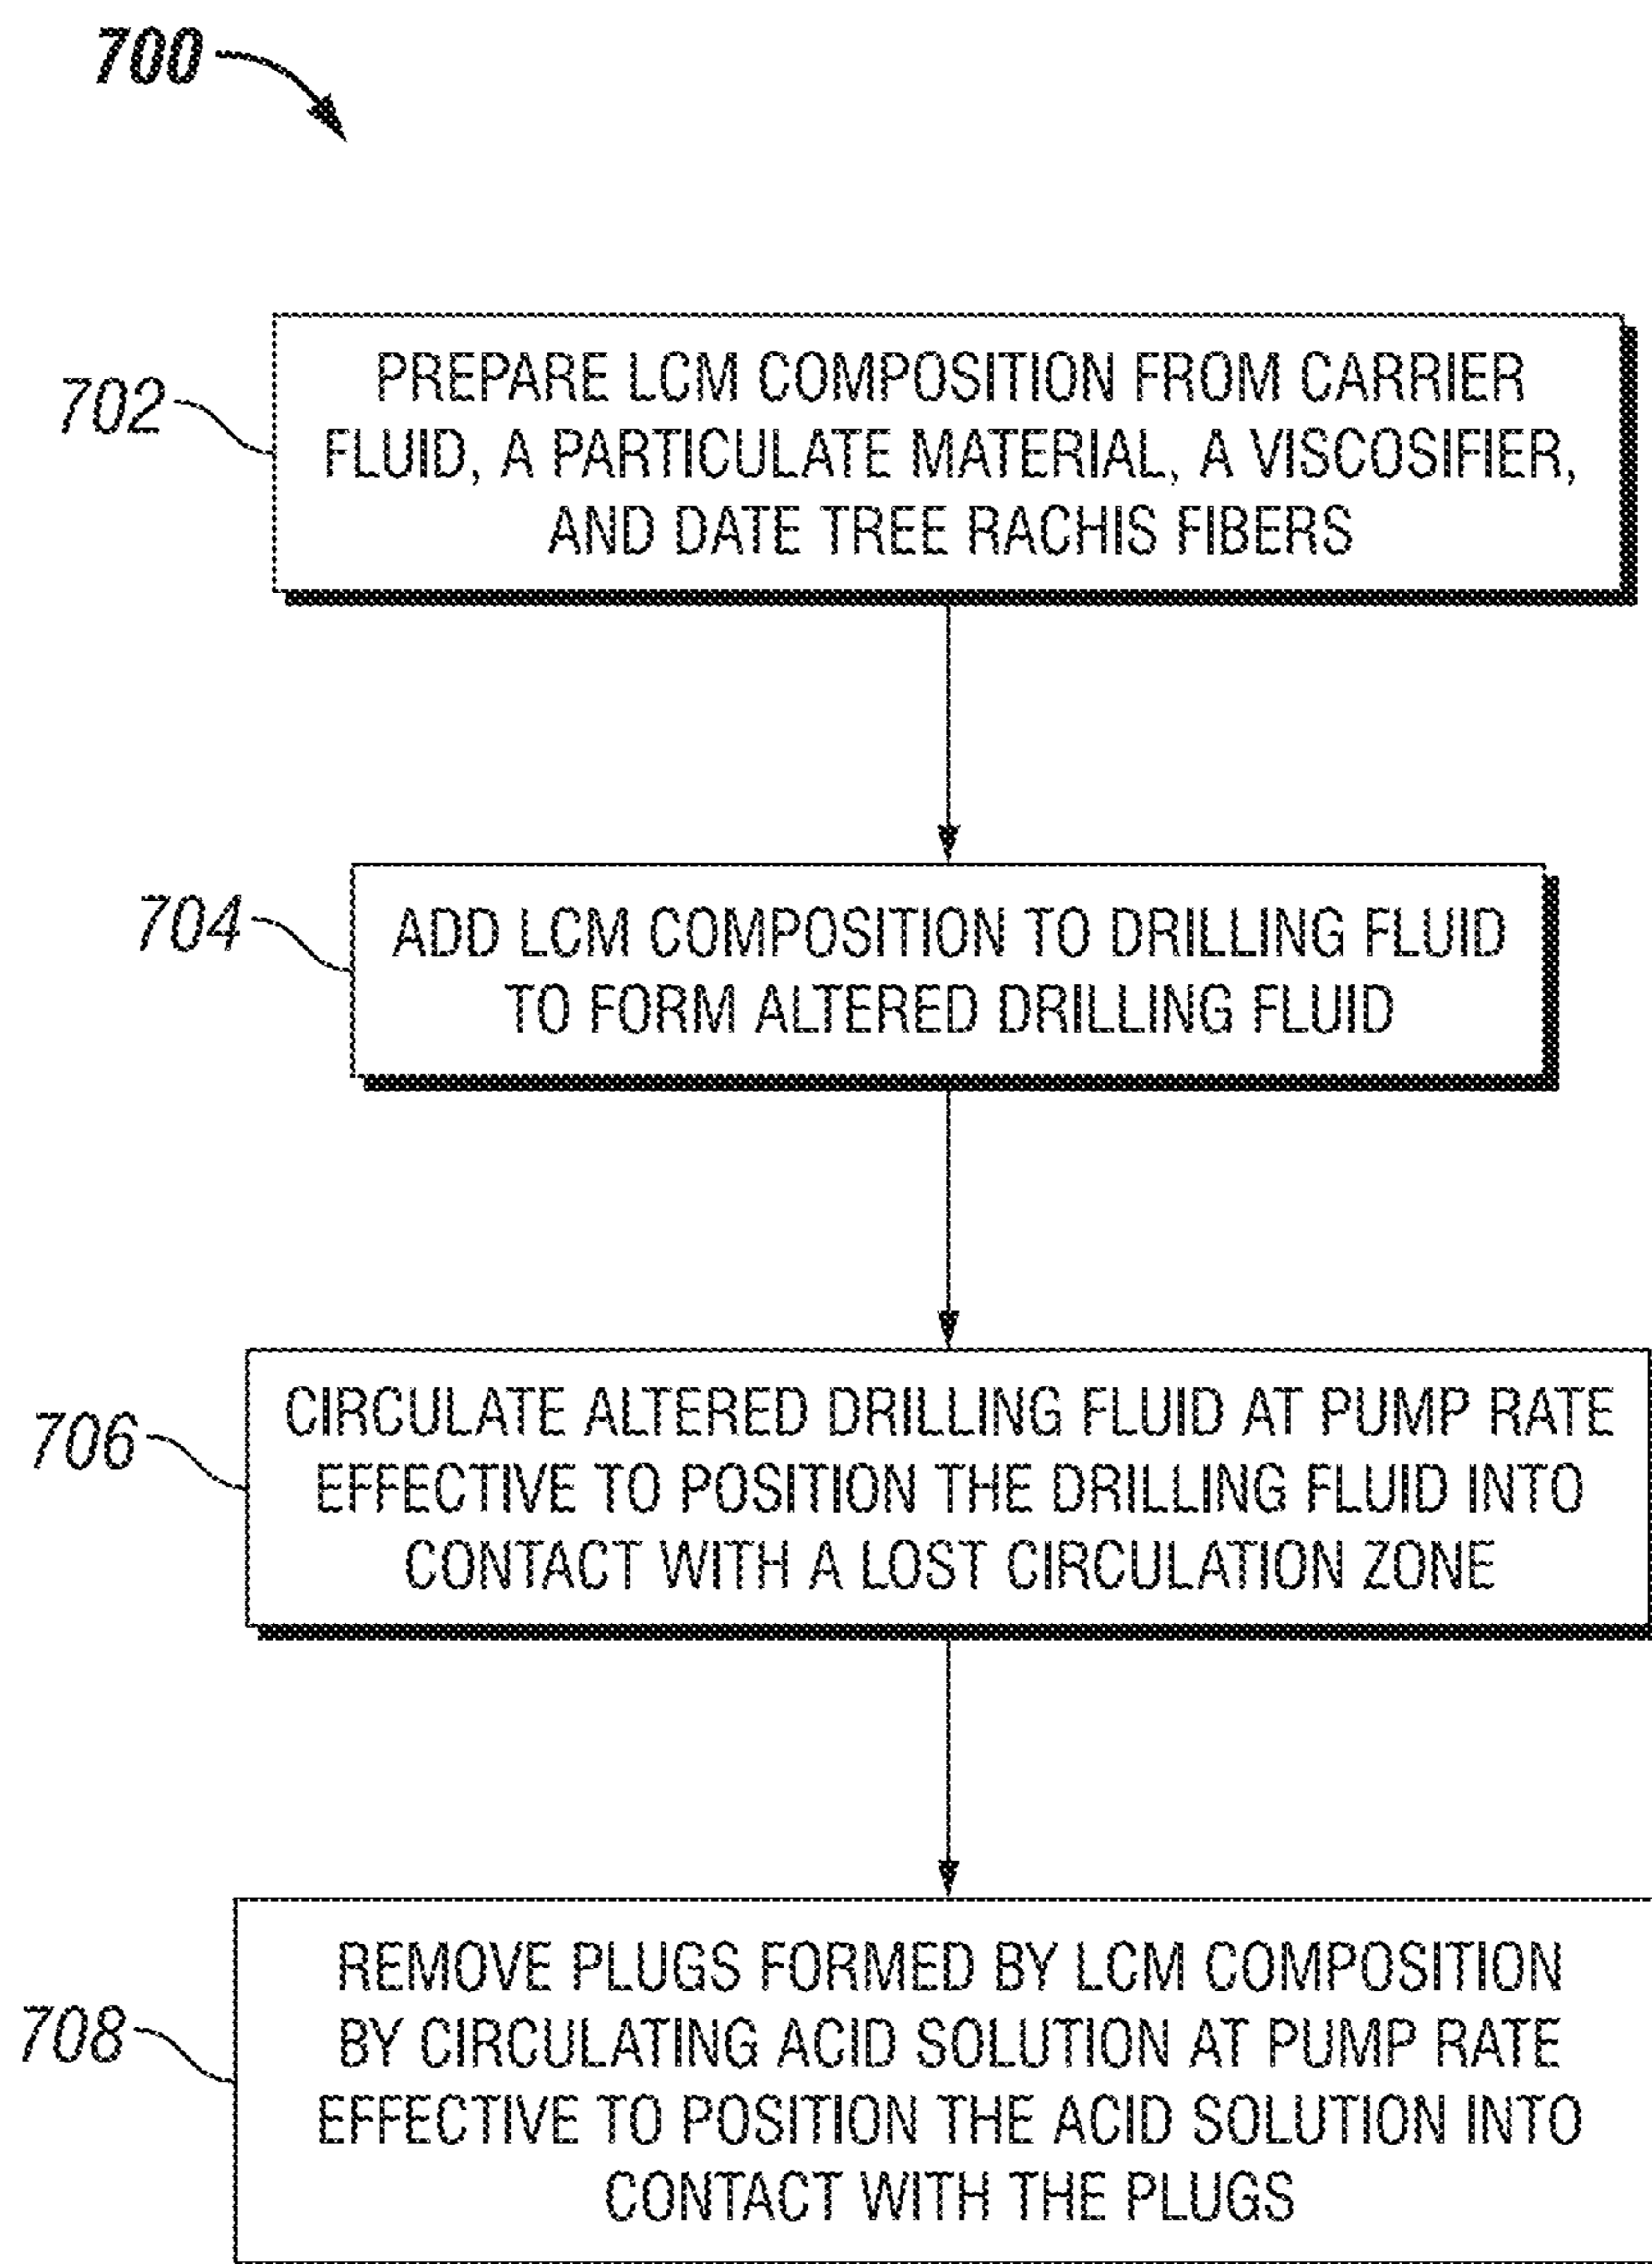 700
702
PREPARE LCM COMPOSITION FROM CARRIER
FLUID, A PARTICULATE MATERIAL, A VISCOSIFIER,
AND DATE TREE RACHIS FIBERS
704
ADD LCM COMPOSITION TO DRILLING FLUID
TO FORM ALTERED DRILLING FLUID
706
CIRCULATE ALTERED DRILLING FLUID AT PUMP RATE
EFFECTIVE TO POSITION THE DRILLING FLUID INTO
CONTACT WITH A LOST CIRCULATION ZONE
708
REMOVE PLUGS FORMED BY LCM COMPOSITION
BY CIRCULATING ACID SOLUTION AT PUMP RATE
EFFECTIVE TO POSITION THE ACID SOLUTION INTO
CONTACT WITH THE PLUGS